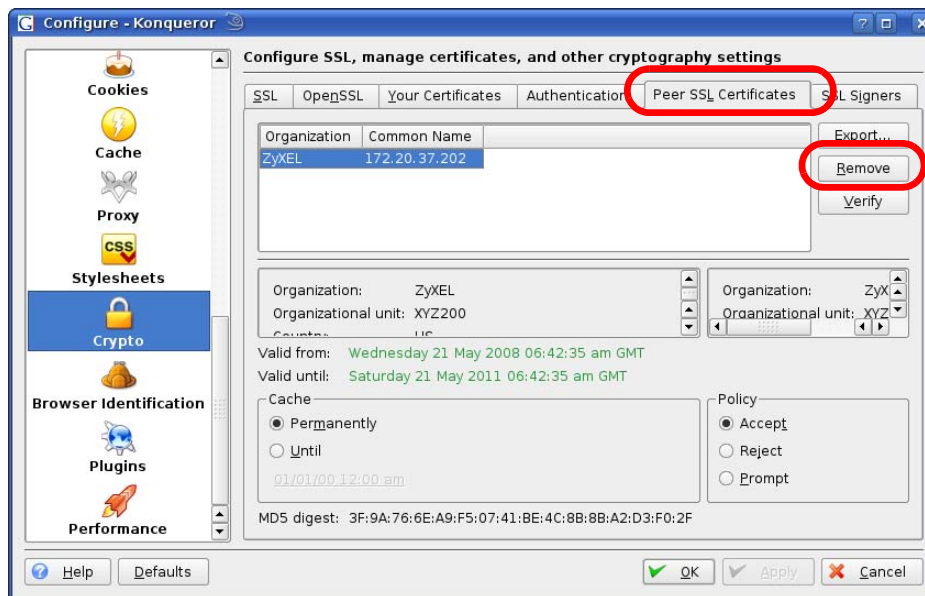 Configure - Konqueror
Configure SSL, manage certificates, and other cryptography settings
Cookies
Cache
Proxy
CSS
Stylesheets
Crypto
Browser Identification
Plugins
Performance
SSL OpenSSL Your Certificates Authentication Peer SSL Certificates SSL Signers
Organization Common Name
ZyXEL 172.20.37.202
Export...
Remove
Verify
Organization: ZyXEL
Organizational unit: XYZ200
Organization: ZyX
Organizational unit: XYZ
Valid from: Wednesday 21 May 2008 06:42:35 am GMT
Valid until: Saturday 21 May 2011 06:42:35 am GMT
Cache
Permanently
Until
01/01/00 12:00 am
Policy
Accept
Reject
Prompt
MD5 digest: 3F:9A:76:6E:A9:F5:07:41:BE:4C:8B:8B:A2:D3:F0:2F
Help Defaults OK Apply Cancel